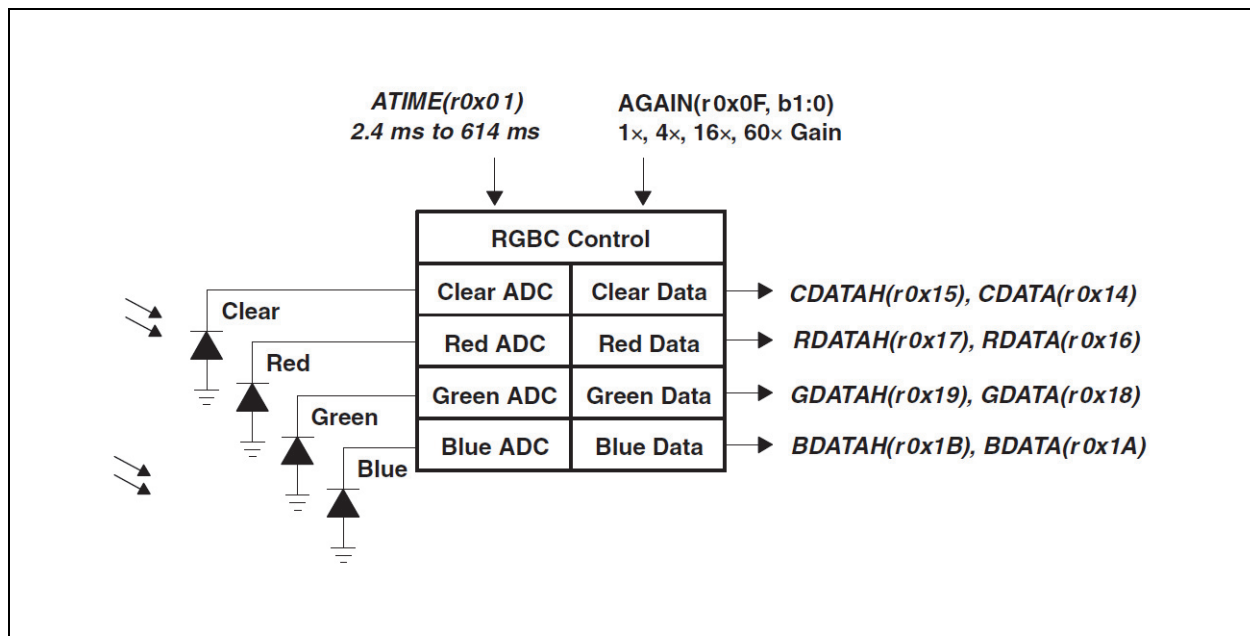 ATIME(r0x01)
2.4 ms to 614 ms
AGAIN(r0x0F, b1:0)
1×, 4×, 16×, 60× Gain
RGBC Control
Clear
Clear ADC
Clear Data
CDATAH(r0x15), CDATA(r0x14)
Red
Red ADC
Red Data
RDATAH(r0x17), RDATA(r0x16)
Green
Green ADC
Green Data
GDATAH(r0x19), GDATA(r0x18)
Blue
Blue ADC
Blue Data
BDATAH(r0x1B), BDATA(r0x1A)